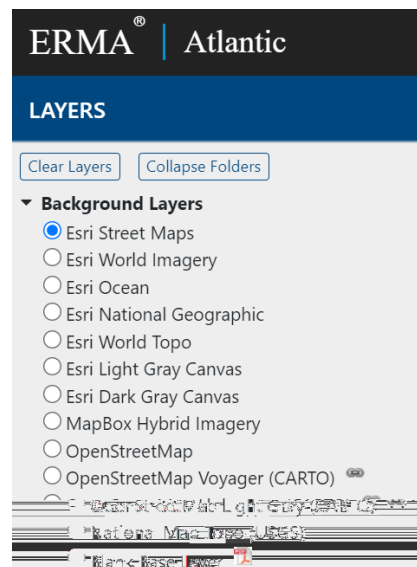 ERMA® | Atlantic
LAYERS
Clear Layers Collapse Folders
Background Layers
Esri Street Maps
Esri World Imagery
Esri Ocean
Esri National Geographic
Esri World Topo
Esri Light Gray Canvas
Esri Dark Gray Canvas
MapBox Hybrid Imagery
OpenStreetMap
OpenStreetMap Voyager (CARTO)